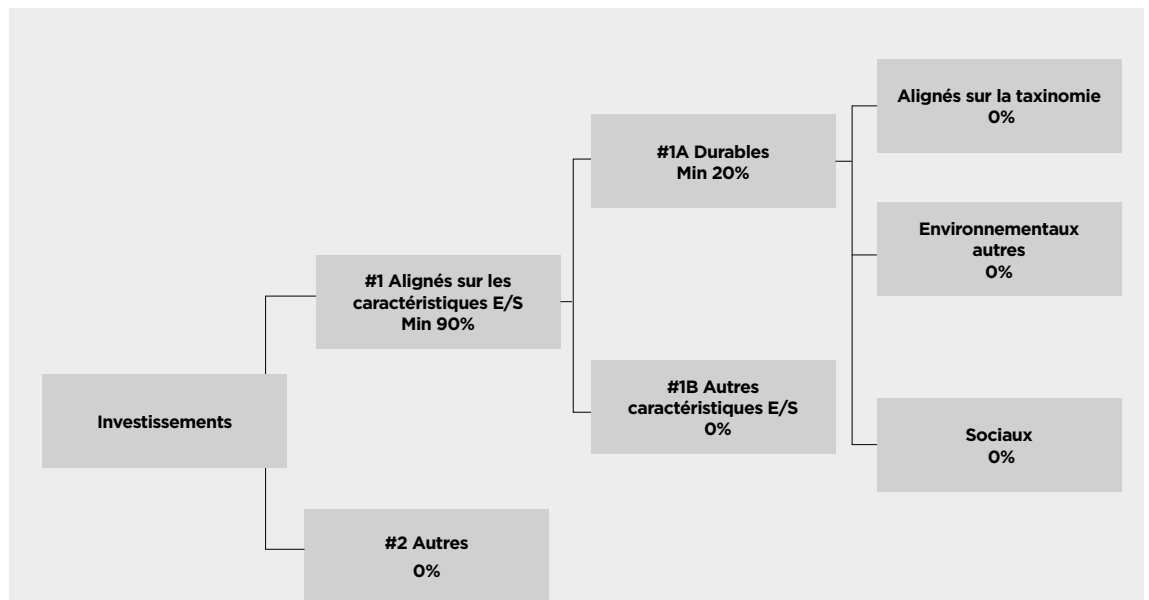 Investissements
#1 Alignés sur les
caractéristiques E/S
Min 90%
#2 Autres
0%
#1A Durables
Min 20%
#1B Autres
caractéristiques E/S
0%
Alignés sur la taxinomie
0%
Environnementaux
autres
0%
Sociaux
0%